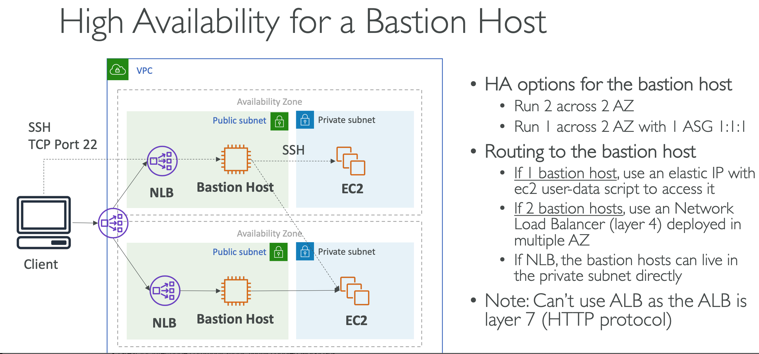 High Availability for a Bastion Host
VPC
Availability Zone
Public subnet
Private subnet
SSH
TCP Port 22
SSH
NLB
Bastion Host
EC2
Client
Availability Zone
Public subnet
Private subnet
NLB
Bastion Host
EC2
• HA options for the bastion host
• Run 2 across 2 AZ
• Run 1 across 2 AZ with 1 ASG 1:1:1
• Routing to the bastion host
• If 1 bastion host, use an elastic IP with
ec2 user-data script to access it
• If 2 bastion hosts, use an Network
Load Balancer (layer 4) deployed in
multiple AZ
• If NLB, the bastion hosts can live in
the private subnet directly
• Note: Can't use ALB as the ALB is
layer 7 (HTTP protocol)